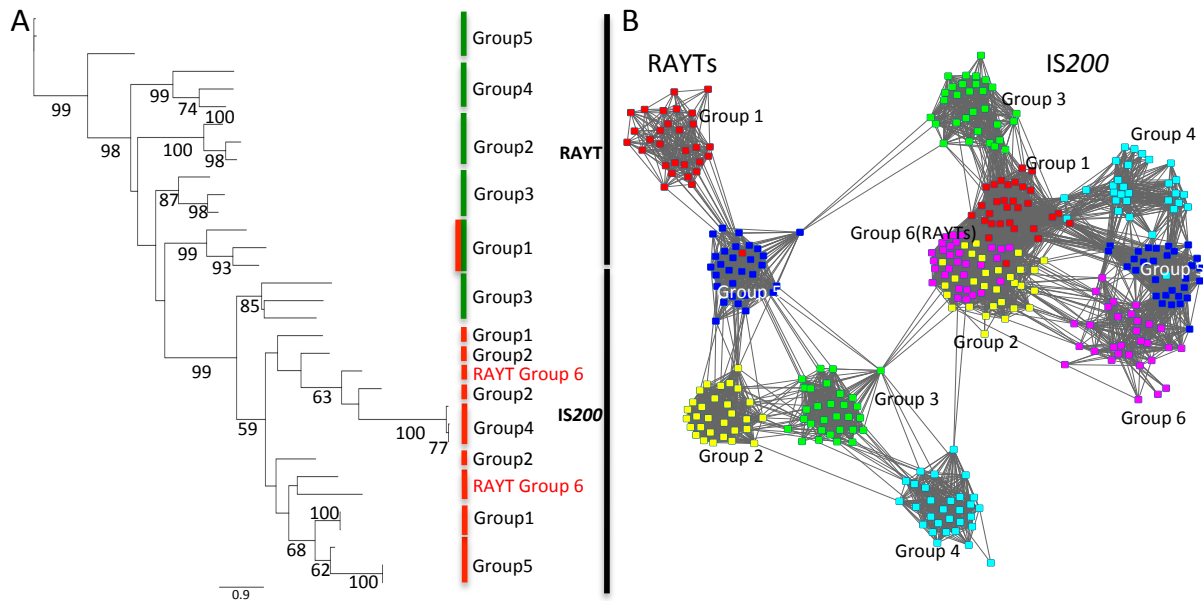 A
Group5
Group4
Group2
Group3
Group1
Group3
Group1
Group2
RAYT Group 6
Group2
Group4
Group2
RAYT Group 6
Group1
Group5
99
98
99
74
100
100
98
87
98
99
93
99
85
63
100
77
59
100
68
62
100
0.9
RAYT
IS200
B
RAYTs
IS200
Group 1
Group 3
Group 4
Group 1
Group 6(RAYTs)
Group
Group
Group 2
Group 3
Group 6
Group 2
Group 4